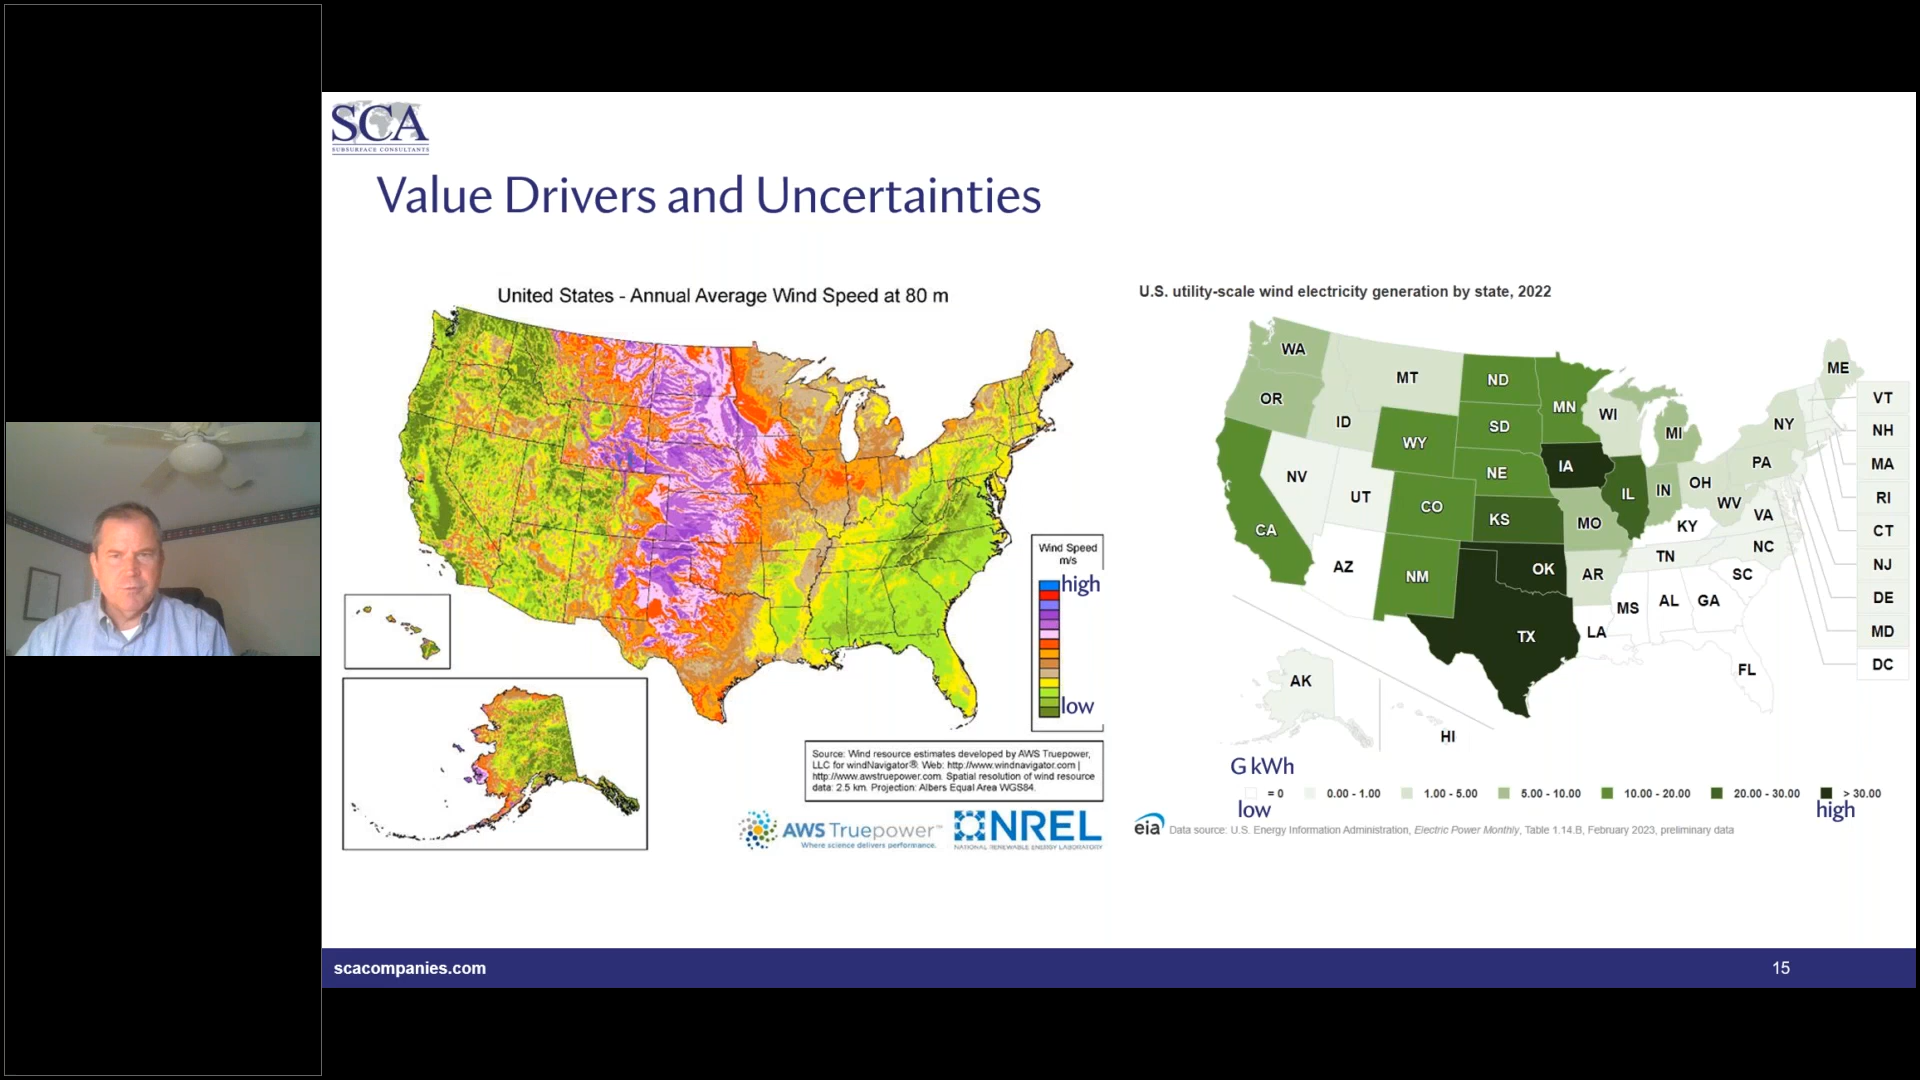 SCA
SUBSURFACE CONSULTANTS
Value Drivers and Uncertainties
United States - Annual Average Wind Speed at 80 m
Wind Speed
m/s
high
low
Source: Wind resource estimates developed by AWS Truepower,
LLC for windNavigator®. Web: http://www.windnavigator.com |
http://www.awstruepower.com. Spatial resolution of wind resource
data: 2.5 km. Projection: Albers Equal Area WGS84.
AWS Truepower™
Where science delivers performance.
NREL
NATIONAL RENEWABLE ENERGY LABORATORY
U.S. utility-scale wind electricity generation by state, 2022
WA
MT
ND
ME
OR
ID
SD
MN
WI
MI
NY
VT
NH
WY
NE
IA
PA
MA
NV
UT
CO
KS
IL
IN
OH
WV
VA
RI
CA
MO
KY
NC
CT
AZ
NM
OK
AR
TN
SC
NJ
TX
LA
MS
AL
GA
DE
MD
FL
DC
AK
HI
G kWh
= 0
0.00 - 1.00
1.00 - 5.00
5.00 - 10.00
10.00 - 20.00
20.00 - 30.00
> 30.00
low
high
eia
Data source: U.S. Energy Information Administration, Electric Power Monthly, Table 1.14.B, February 2023, preliminary data
scacompanies.com
15